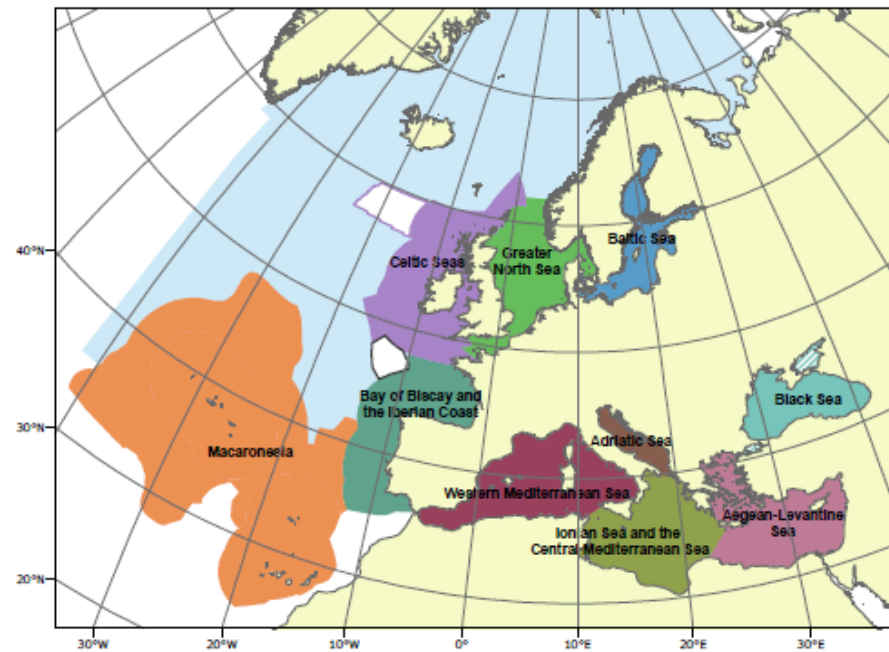 Celtic Seas
Greater
North Sea
Baltic Sea
40°N
Bay of Biscay and
the Iberian Coast
Black Sea
30°N
Macaronesia
Adriatic Sea
Western Mediterranean Sea
Aegean-Levantine
Sea
Ionian Sea and the
Central Mediterranean Sea
20°N
30°W
20°W
10°W
0°
10°E
20°E
30°E